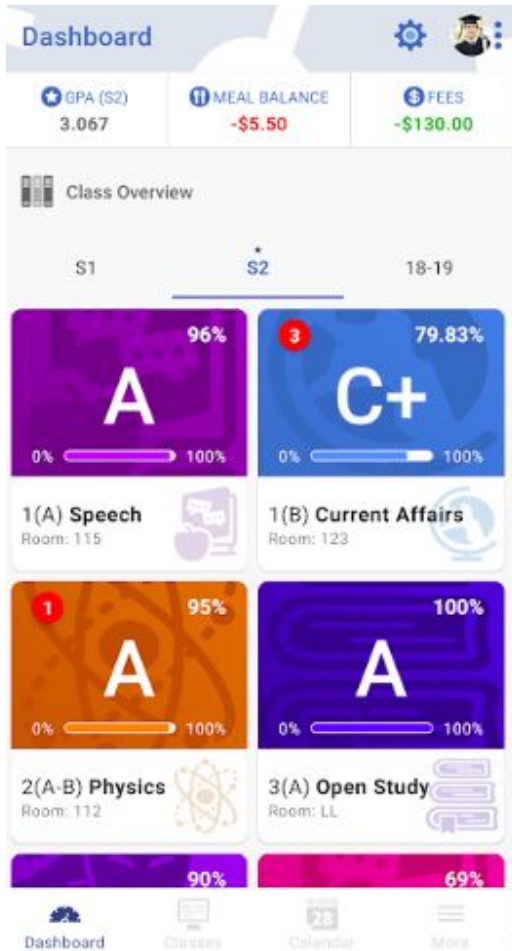 Dashboard
GPA (S2) MEAL BALANCE FEES
3.067 -$5.50 -$130.00
Class Overview
S1 S2 18-19
96%
A
0% 100%
1(A) Speech
Room: 115
3 79.83%
C+
0% 100%
1(B) Current Affairs
Room: 123
1 95%
A
0% 100%
2(A-B) Physics
Room: 112
100%
A
0% 100%
3(A) Open Study
Room: LL
90% 69%
28
Dashboard Classes Calendar More